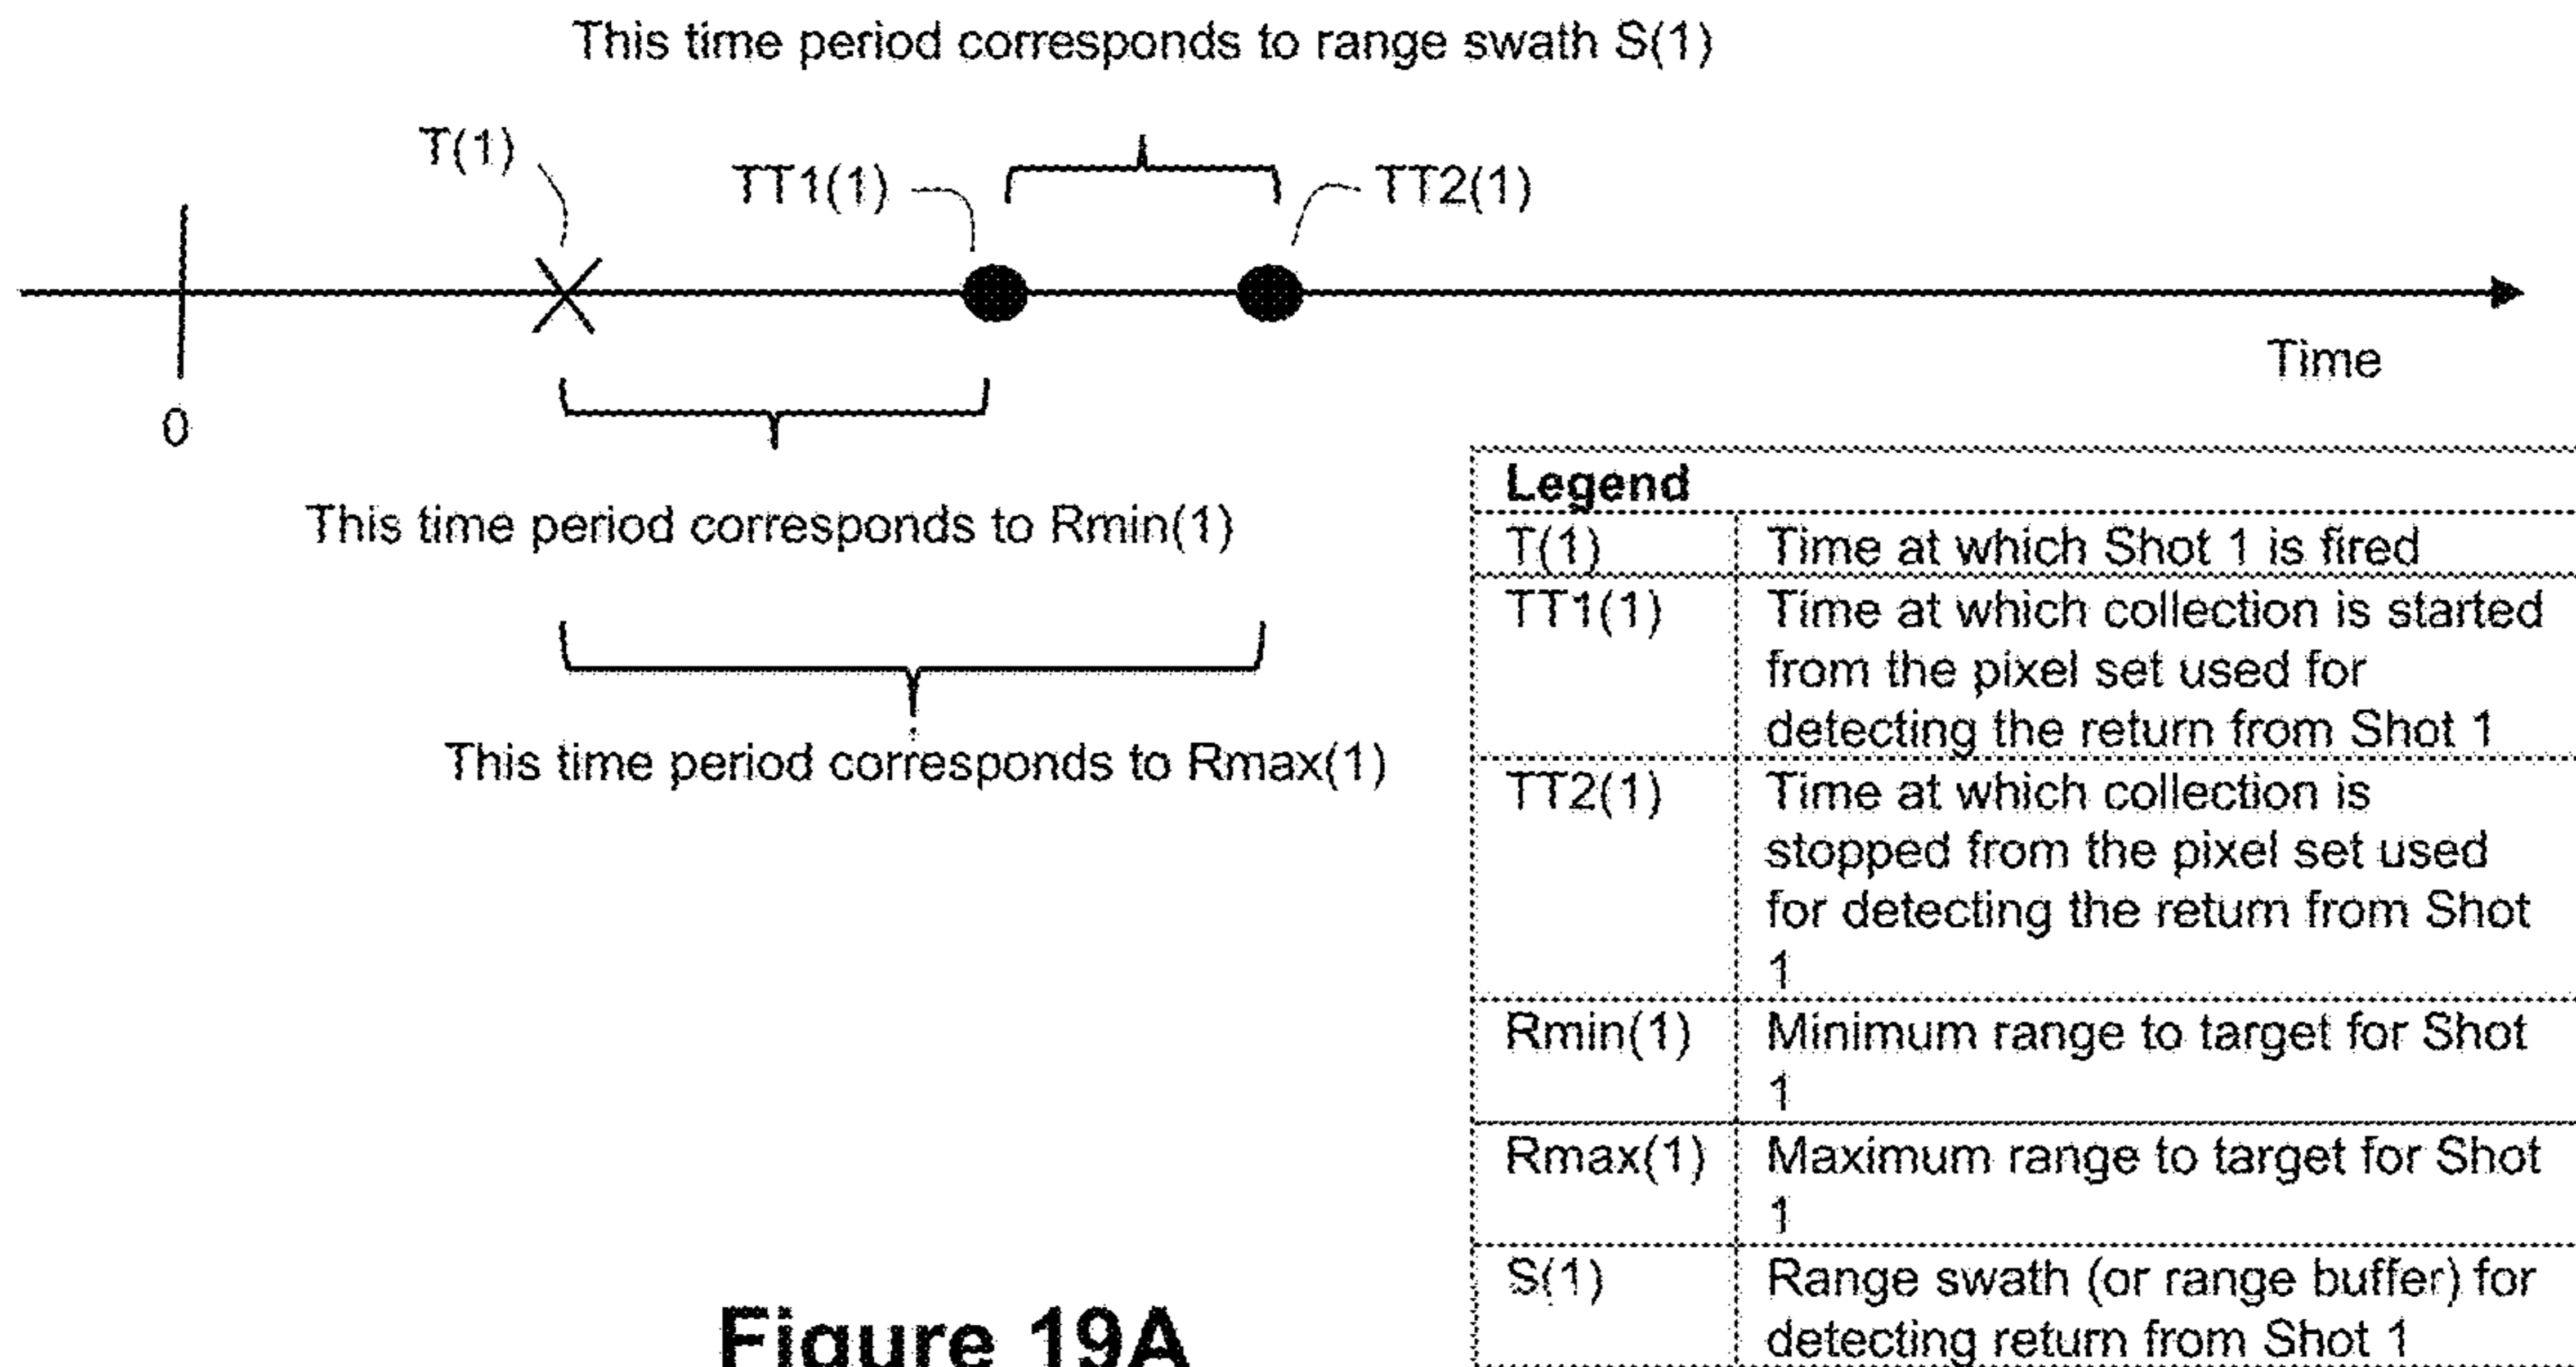 This time period corresponds to range swath S(1)
T(1)
TT1(1)
TT2(1)
Time
0
This time period corresponds to Rmin(1)
This time period corresponds to Rmax(1)
Legend
T(1) Time at which Shot 1 is fired
TT1(1) Time at which collection is started
from the pixel set used for
detecting the return from Shot 1
TT2(1) Time at which collection is
stopped from the pixel set used
for detecting the return from Shot
1
Rmin(1) Minimum range to target for Shot
1
Rmax(1) Maximum range to target for Shot
1
S(1) Range swath (or range buffer) for
detecting return from Shot 1
Figure 19A